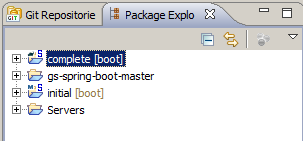 Git Repositorie Package Explo
complete [boot]
gs-spring-boot-master
initial [boot]
Servers